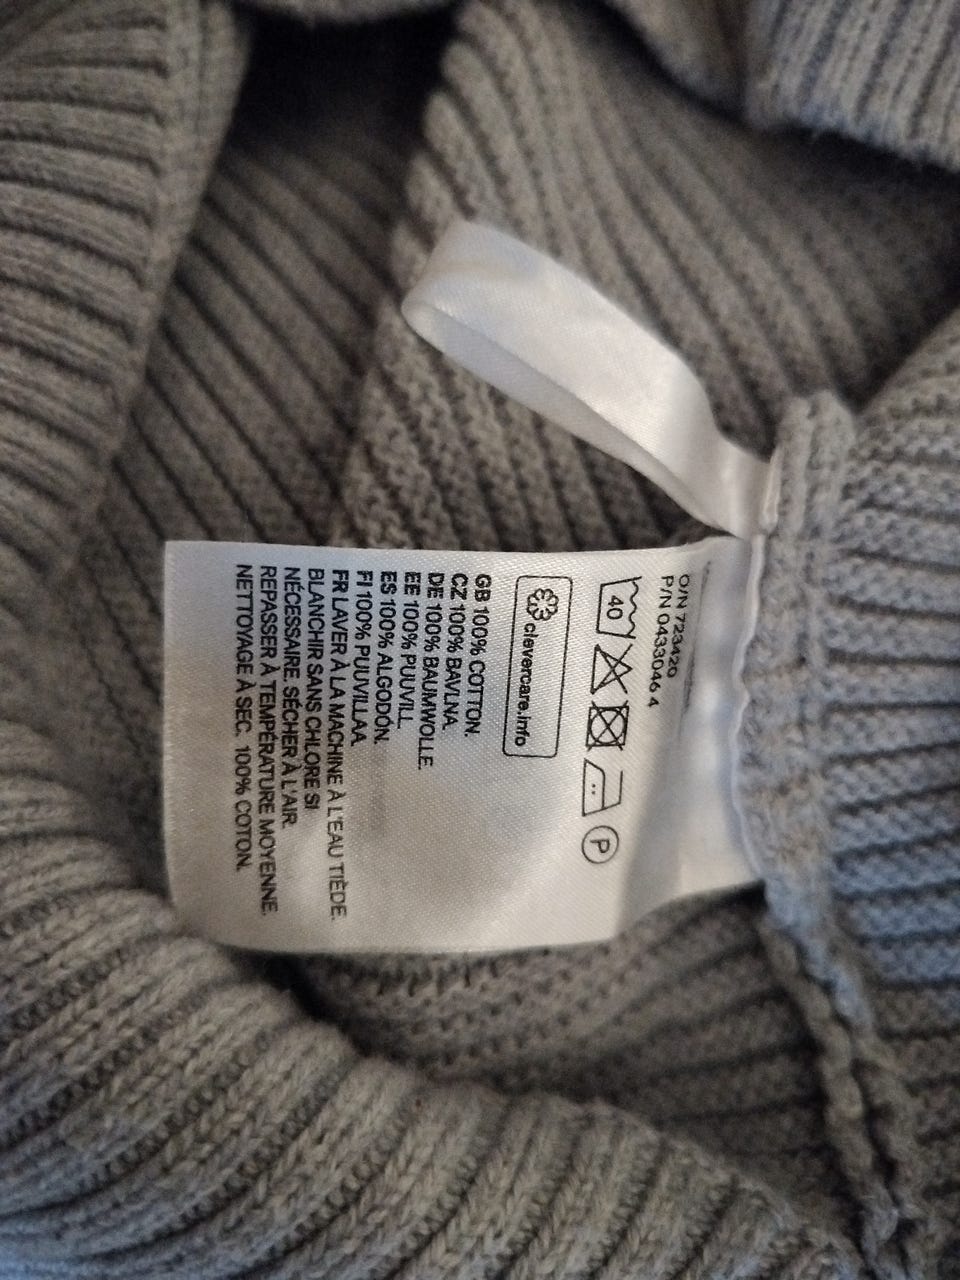 O/N 723420
P/N 0433046 4
40
P
clevercare.info
GB 100% COTTON.
CZ 100% BAVLNA.
DE 100% BAUMWOLLE.
EE 100% PUUVILL.
ES 100% ALGODÓN.
FI 100% PUUVILLAA.
FR LAVER À LA MACHINE À L'EAU TIÈDE.
BLANCHIR SANS CHLORE SI
NÉCESSAIRE. SÉCHER À L'AIR.
REPASSER À TEMPÉRATURE MOYENNE.
NETTOYAGE À SEC. 100% COTON.